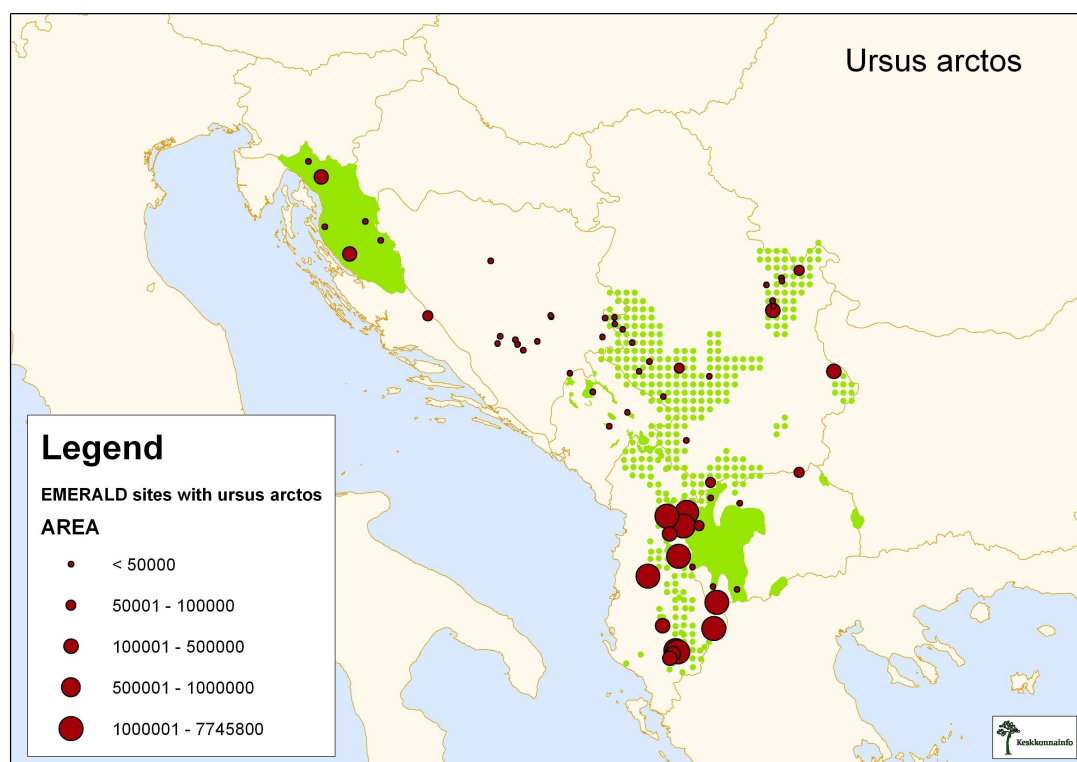 Ursus arctos
Legend
EMERALD sites with ursus arctos
AREA
< 50000
50001 - 100000
100001 - 500000
500001 - 1000000
1000001 - 7745800
Keskkonnainfo